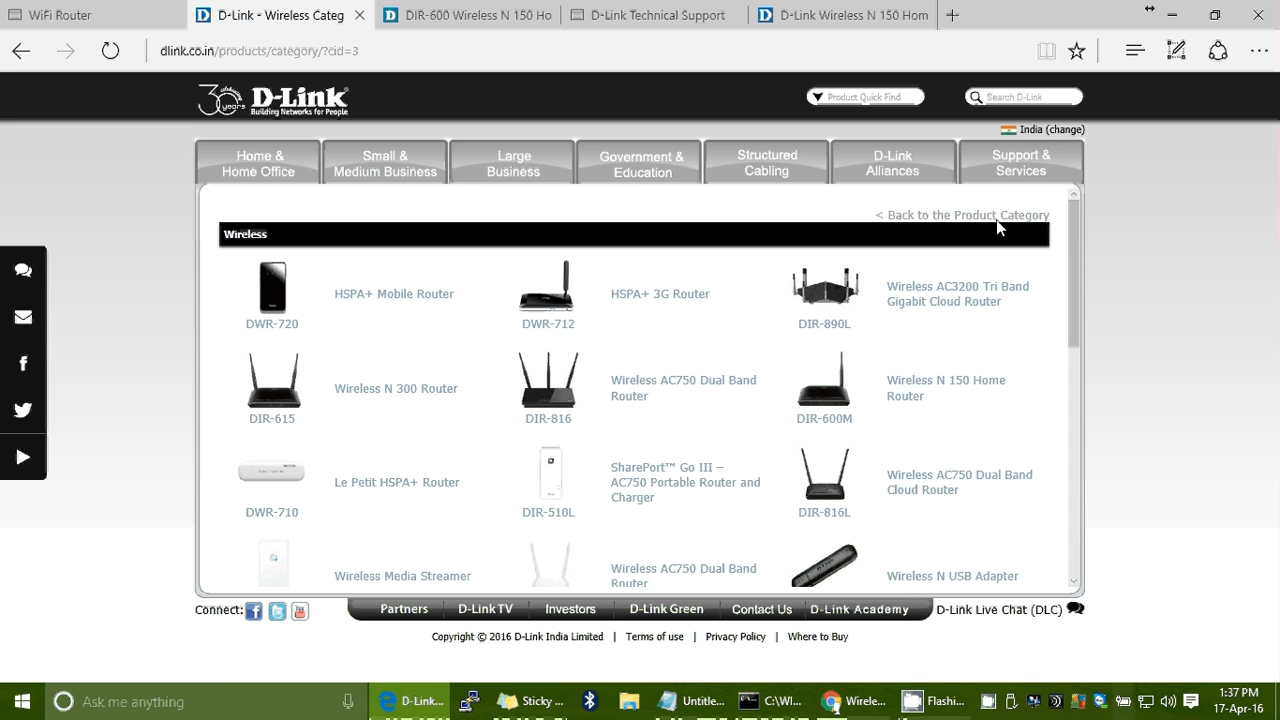 WiFi Router
D-Link - Wireless Categ
DIR-600 Wireless N 150 Ho
D-Link Technical Support
D-Link Wireless N 150 Hom
dlink.co.in/products/category/?cid=3
30 years D-Link
Building Networks for People
Product Quick Find
Search D-Link
India (change)
Home &
Home Office
Small &
Medium Business
Large
Business
Government &
Education
Structured
Cabling
D-Link
Alliances
Support &
Services
< Back to the Product Category
Wireless
DWR-720
HSPA+ Mobile Router
DWR-712
HSPA+ 3G Router
DIR-890L
Wireless AC3200 Tri Band
Gigabit Cloud Router
DIR-615
Wireless N 300 Router
DIR-816
Wireless AC750 Dual Band
Router
DIR-600M
Wireless N 150 Home
Router
DWR-710
Le Petit HSPA+ Router
DIR-510L
SharePort™ Go III –
AC750 Portable Router and
Charger
DIR-816L
Wireless AC750 Dual Band
Cloud Router
Wireless Media Streamer
Wireless AC750 Dual Band
Router
Wireless N USB Adapter
Connect:
Partners
D-Link TV
Investors
D-Link Green
Contact Us
D-Link Academy
D-Link Live Chat (DLC)
Copyright © 2016 D-Link India Limited | Terms of use | Privacy Policy | Where to Buy
Ask me anything
D-Link...
Sticky ...
Untitle...
C:\WI...
Wirele...
Flashi...
1:37 PM
17-Apr-16